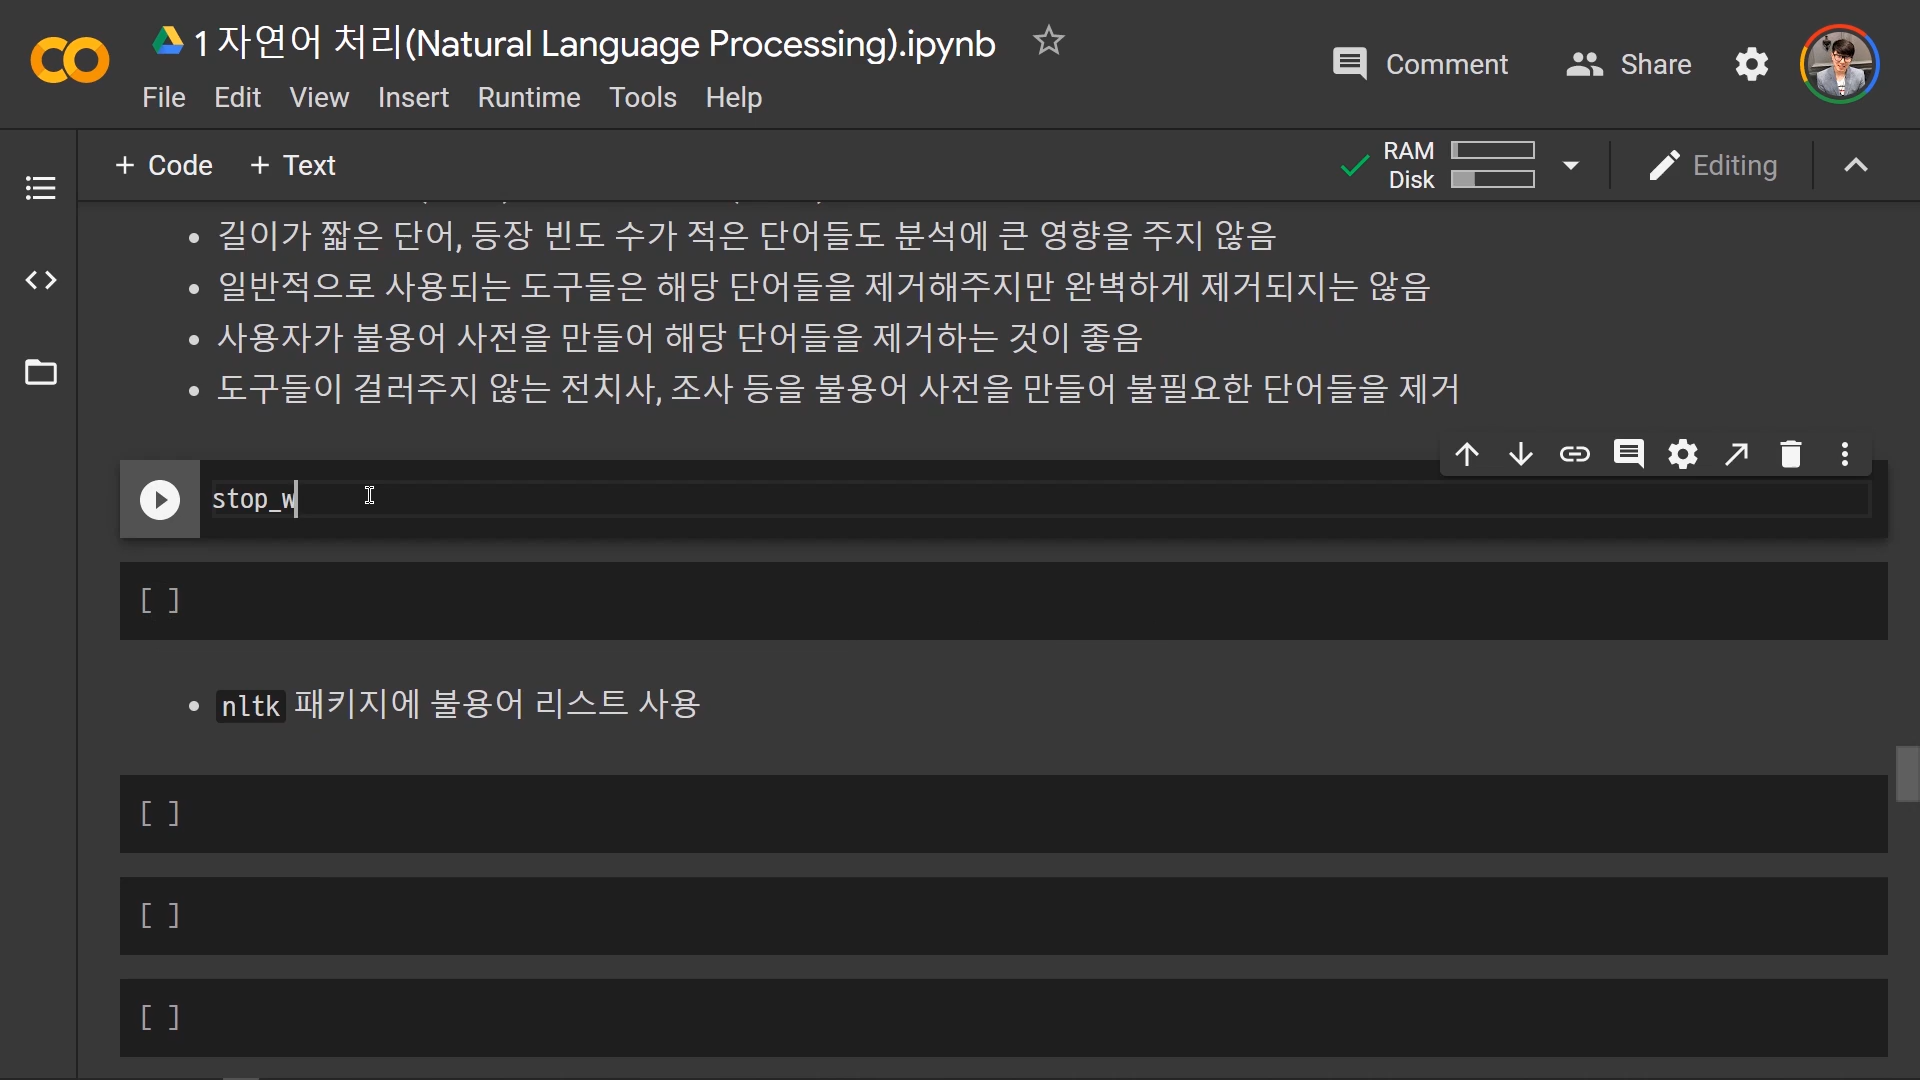 1 자연어 처리(Natural Language Processing).ipynb
Comment
Share
File Edit View Insert Runtime Tools Help
+ Code + Text
RAM
Disk
Editing
길이가 짧은 단어, 등장 빈도 수가 적은 단어들도 분석에 큰 영향을 주지 않음
일반적으로 사용되는 도구들은 해당 단어들을 제거해주지만 완벽하게 제거되지는 않음
사용자가 불용어 사전을 만들어 해당 단어들을 제거하는 것이 좋음
도구들이 걸러주지 않는 전치사, 조사 등을 불용어 사전을 만들어 불필요한 단어들을 제거
stop_w
[ ]
nltk 패키지에 불용어 리스트 사용
[ ]
[ ]
[ ]